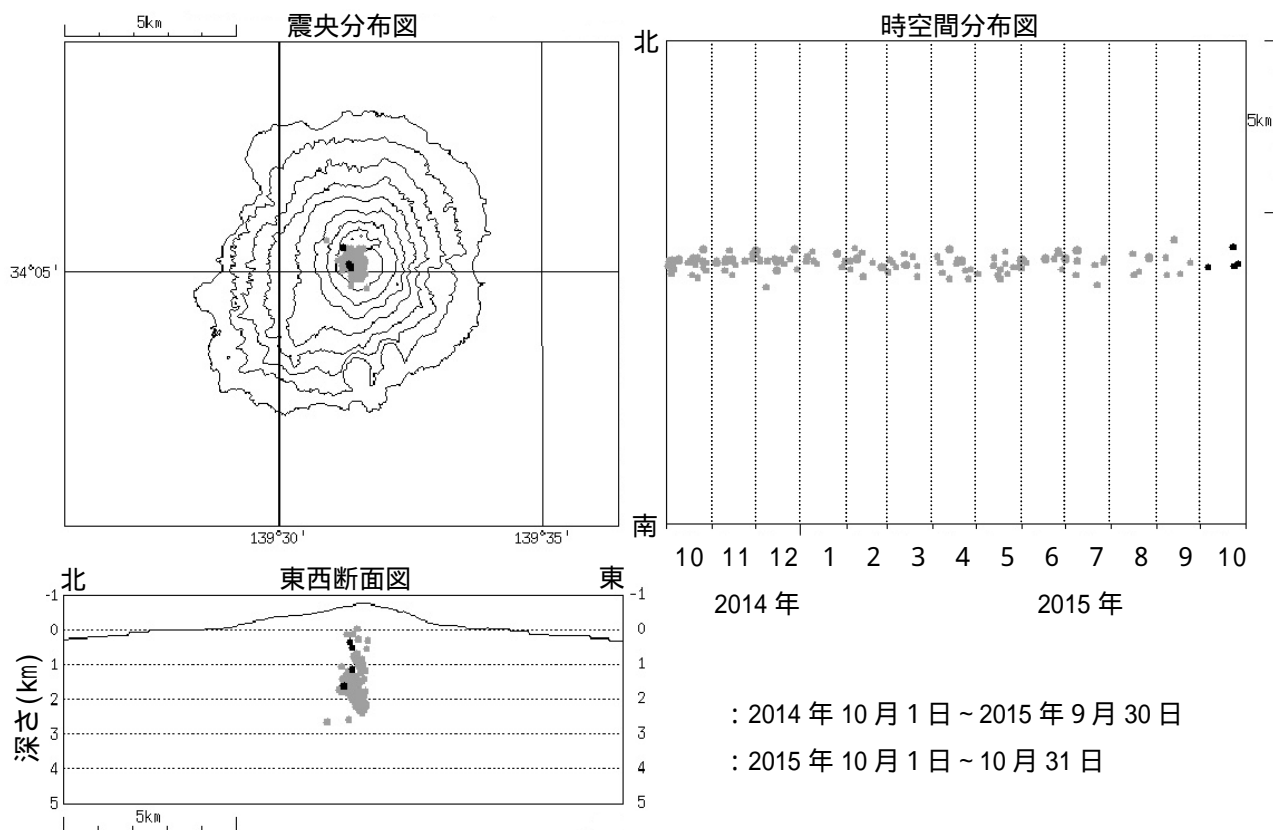 5km
震央分布図
34°05'
139°30'
139°35'
時空間分布図
北
南
5km
10 11 12 1 2 3 4 5 6 7 8 9 10
2014 年
2015 年
東西断面図
北
東
深さ(km)
-1
0
1
2
3
4
5
-1
0
1
2
3
4
5
5km
: 2014 年 10 月 1 日 ~ 2015 年 9 月 30 日
: 2015 年 10 月 1 日 ~ 10 月 31 日